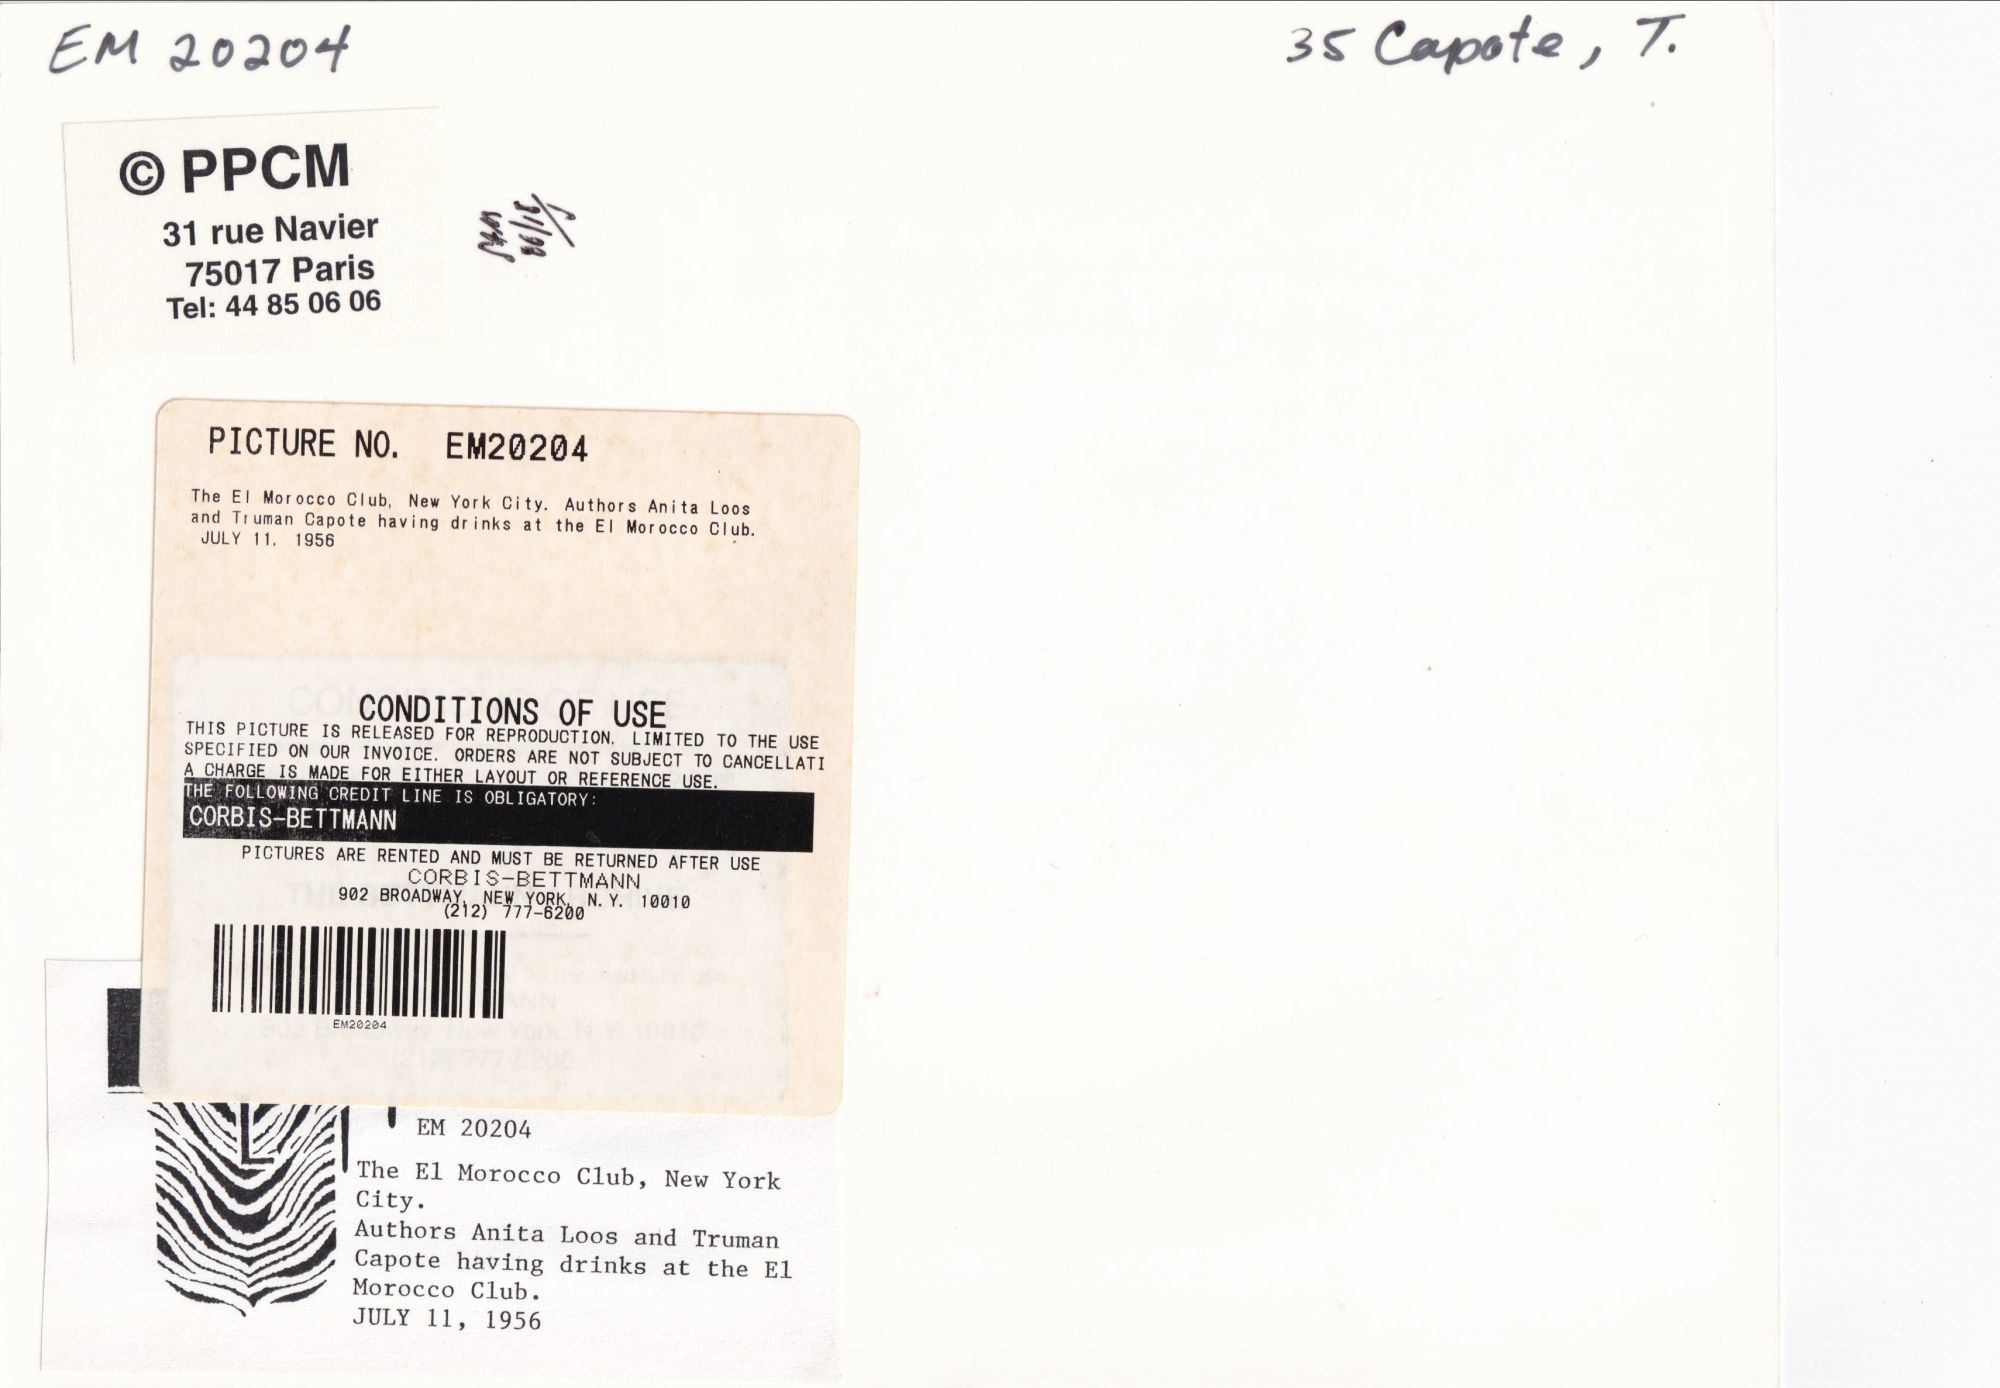 EM 20204
35 Capote, T.
© PPCM
31 rue Navier
75017 Paris
Tel: 44 85 06 06
PICTURE NO. EM20204
The El Morocco Club, New York City. Authors Anita Loos
and Truman Capote having drinks at the El Morocco Club.
JULY 11, 1956
CONDITIONS OF USE
THIS PICTURE IS RELEASED FOR REPRODUCTION, LIMITED TO THE USE
SPECIFIED ON OUR INVOICE. ORDERS ARE NOT SUBJECT TO CANCELLATI
A CHARGE IS MADE FOR EITHER LAYOUT OR REFERENCE USE.
THE FOLLOWING CREDIT LINE IS OBLIGATORY:
CORBIS-BETTMANN
PICTURES ARE RENTED AND MUST BE RETURNED AFTER USE
CORBIS-BETTMANN
902 BROADWAY, NEW YORK, N.Y. 10010
(212) 777-6200
EM20204
EM 20204
The El Morocco Club, New York
City.
Authors Anita Loos and Truman
Capote having drinks at the El
Morocco Club.
JULY 11, 1956